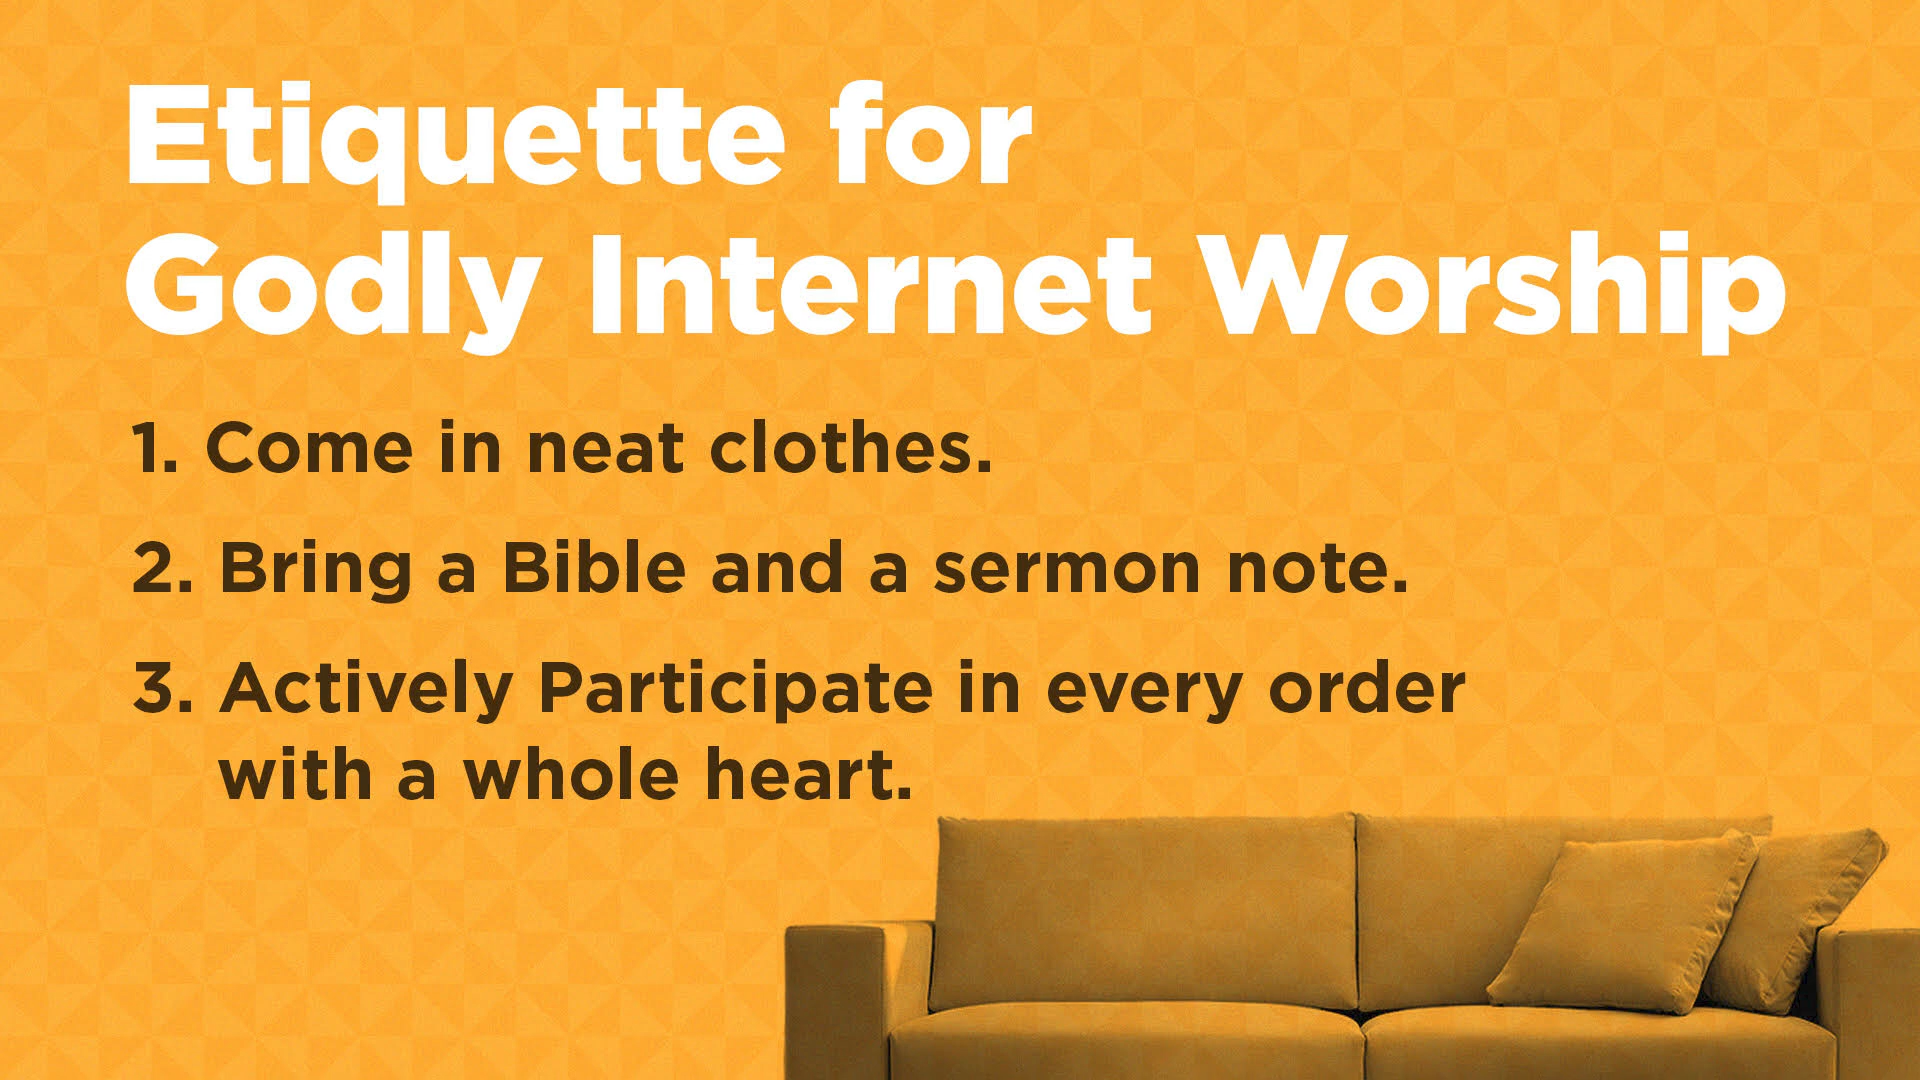 Etiquette for
Godly Internet Worship
1. Come in neat clothes.
2. Bring a Bible and a sermon note.
3. Actively Participate in every order
with a whole heart.